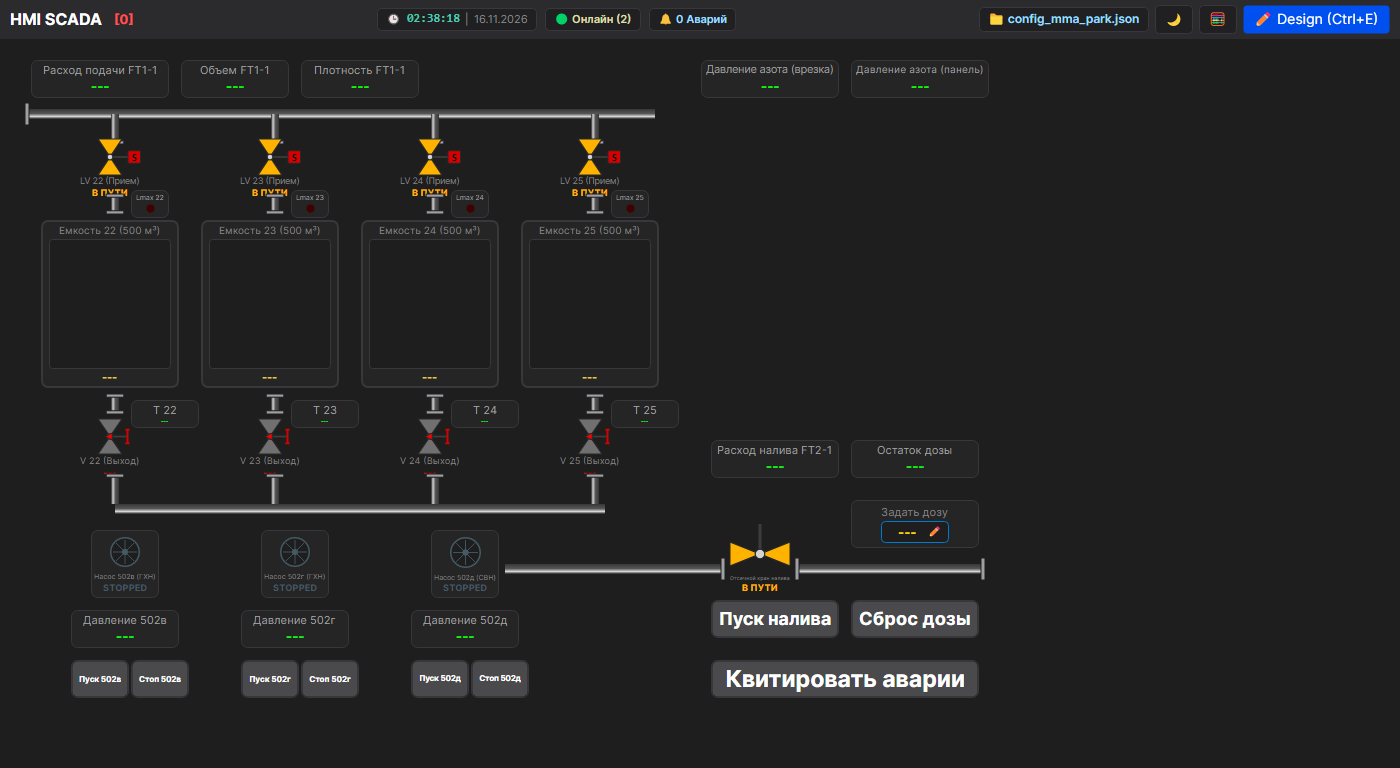 HMI SCADA [0]
02:38:18 | 16.11.2026
Онлайн (2)
0 Аварий
config_mma_park.json
Design (Ctrl+E)
Расход подачи FT1-1
---
Объем FT1-1
---
Плотность FT1-1
---
Давление азота (врезка)
---
Давление азота (панель)
---
S
S
S
S
LV 22 (Прием)
LV 23 (Прием)
LV 24 (Прием)
LV 25 (Прием)
В ПУТИ
В ПУТИ
В ПУТИ
В ПУТИ
Lmax 22
Lmax 23
Lmax 24
Lmax 25
Емкость 22 (500 м³)
Емкость 23 (500 м³)
Емкость 24 (500 м³)
Емкость 25 (500 м³)
---
---
---
---
T 22
---
T 23
---
T 24
---
T 25
---
V 22 (Выход)
V 23 (Выход)
V 24 (Выход)
V 25 (Выход)
Расход налива FT2-1
---
Остаток дозы
---
Задать дозу
---
Насос 502в (ГХН)
STOPPED
Насос 502г (ГХН)
STOPPED
Насос 502д (СВН)
STOPPED
Отсечной кран налива
В ПУТИ
Давление 502в
---
Давление 502г
---
Давление 502д
---
Пуск налива
Сброс дозы
Пуск 502в
Стоп 502в
Пуск 502г
Стоп 502г
Пуск 502д
Стоп 502д
Квитировать аварии